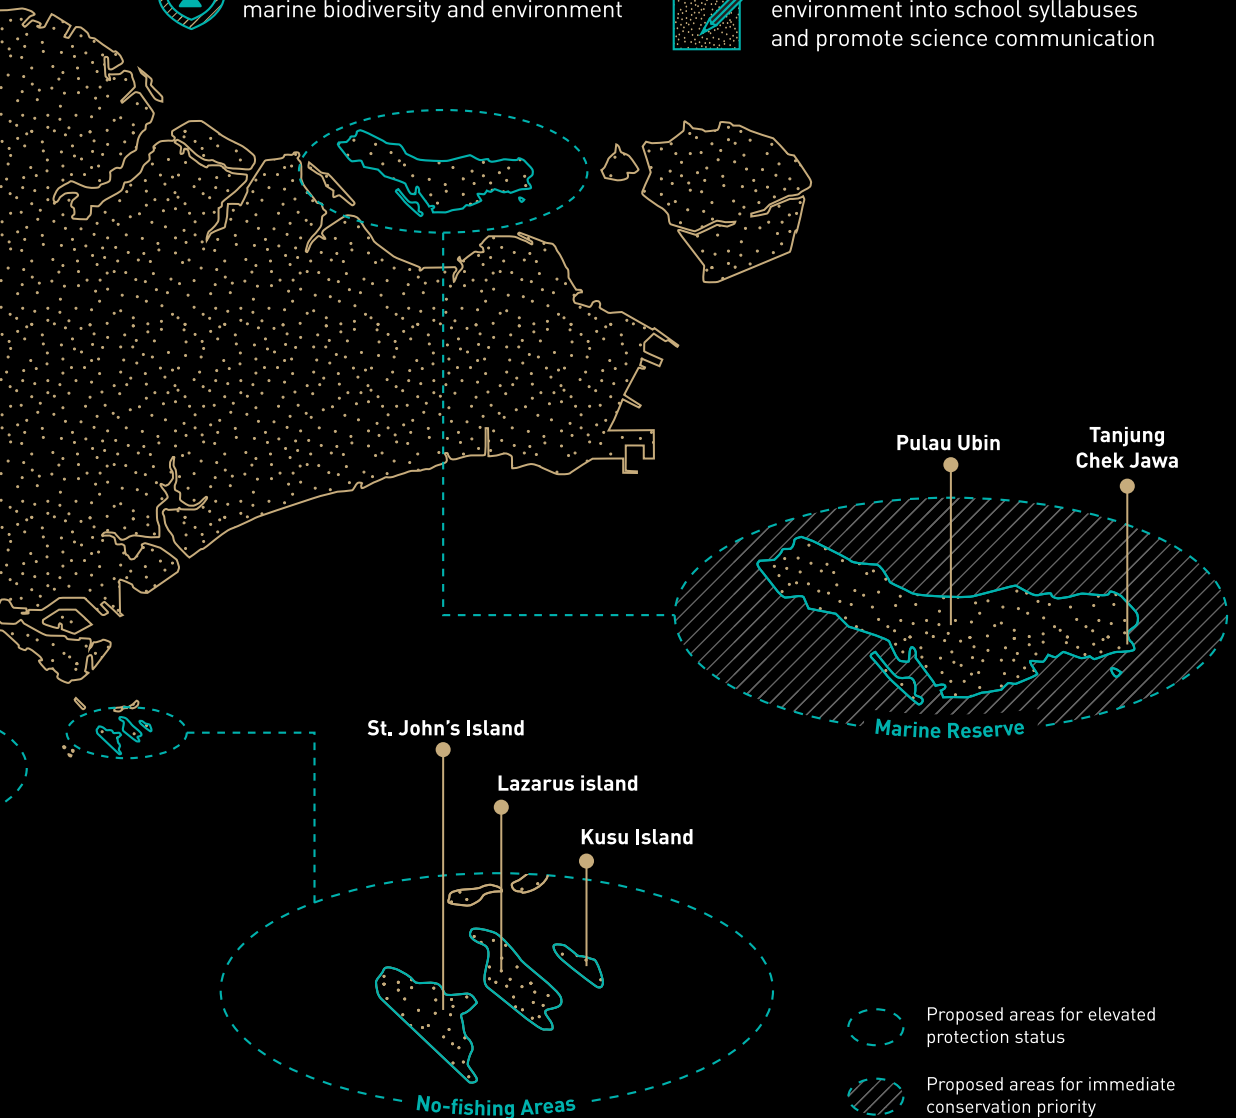 marine biodiversity and environment
environment into school syllabuses
and promote science communication
Pulau Ubin
Tanjung
Chek Jawa
Marine Reserve
St. John's Island
Lazarus island
Kusu Island
No-fishing Areas
Proposed areas for elevated
protection status
Proposed areas for immediate
conservation priority